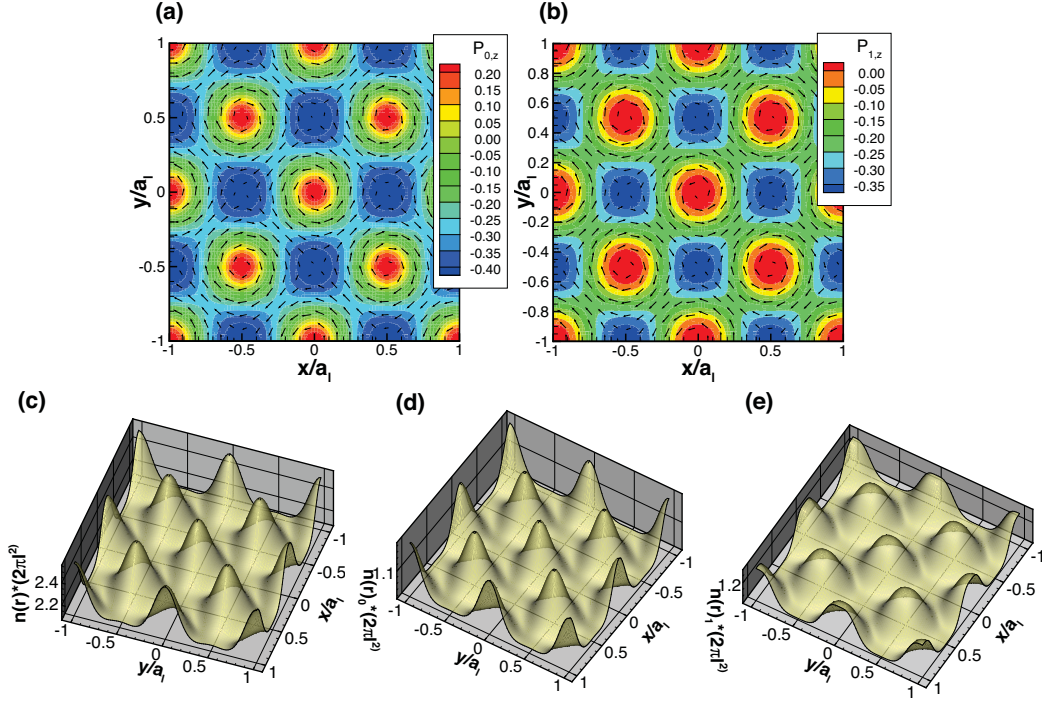 (a)
P0,z
0.20
0.15
0.10
0.05
0.00
-0.05
-0.10
-0.15
-0.20
-0.25
-0.30
-0.35
-0.40
y/al
1
0.5
0
-0.5
-1
-1 -0.5 0 0.5 1
x/al
(b)
P1,z
0.00
-0.05
-0.10
-0.15
-0.20
-0.25
-0.30
-0.35
y/al
1
0.8
0.6
0.4
0.2
0
-0.2
-0.4
-0.6
-0.8
-1
-1 -0.5 0 0.5 1
x/al
(c)
n(r)*(2πl²)
2.4
2.2
-1 -0.5 0 0.5 1
y/al
-1
-0.5
0
0.5
1
x/al
(d)
n(r)0*(2πl²)
1.1
-1 -0.5 0 0.5 1
y/al
-1
-0.5
0
0.5
1
x/al
(e)
n(r)1*(2πl²)
1.2
-1 -0.5 0 0.5 1
y/al
-1
-0.5
0
0.5
1
x/al